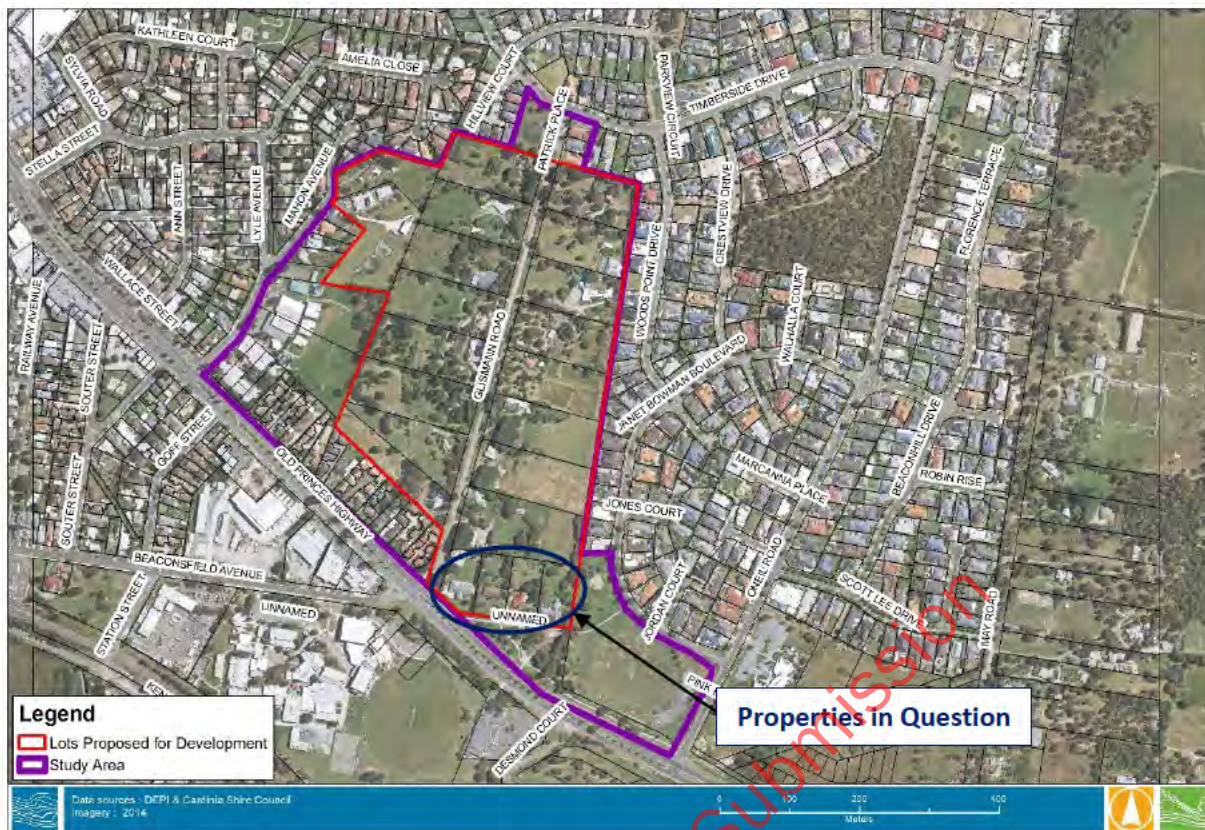 KATHLEEN COURT
SYLVIA ROAD
AMELIA CLOSE
HILLVIEW COURT
PATRICK PLACE
PARKVIEW CIRCUIT
TIMBERSIDE DRIVE
STELLA STREET
ANN STREET
LYLE AVENUE
MAHON AVENUE
CRESTVIEW DRIVE
FLORENCE TERRACE
WALLACE STREET
WOODS POINT DRIVE
WALHALLA COURT
RAILWAY AVENUE
SOUTER STREET
GLISMANN ROAD
JANET BOWMAN BOULEVARD
GOFF STREET
OLD PRINCES HIGHWAY
MARCANNA PLACE
BEACONHILL DRIVE
ROBIN RISE
SOUTER STREET
JONES COURT
ONEIL ROAD
BEACONSFIELD AVENUE
UNNAMED
STATION STREET
UNNAMED
JORDAN COURT
SCOTT LEE DRIVE
MAY ROAD
KEN
PINK
DESMOND COURT
Properties in Question
Legend
Lots Proposed for Development
Study Area
Submission
Data sources : DEPI & Cardinia Shire Council
Imagery : 2014
0 100 200 400
Meters